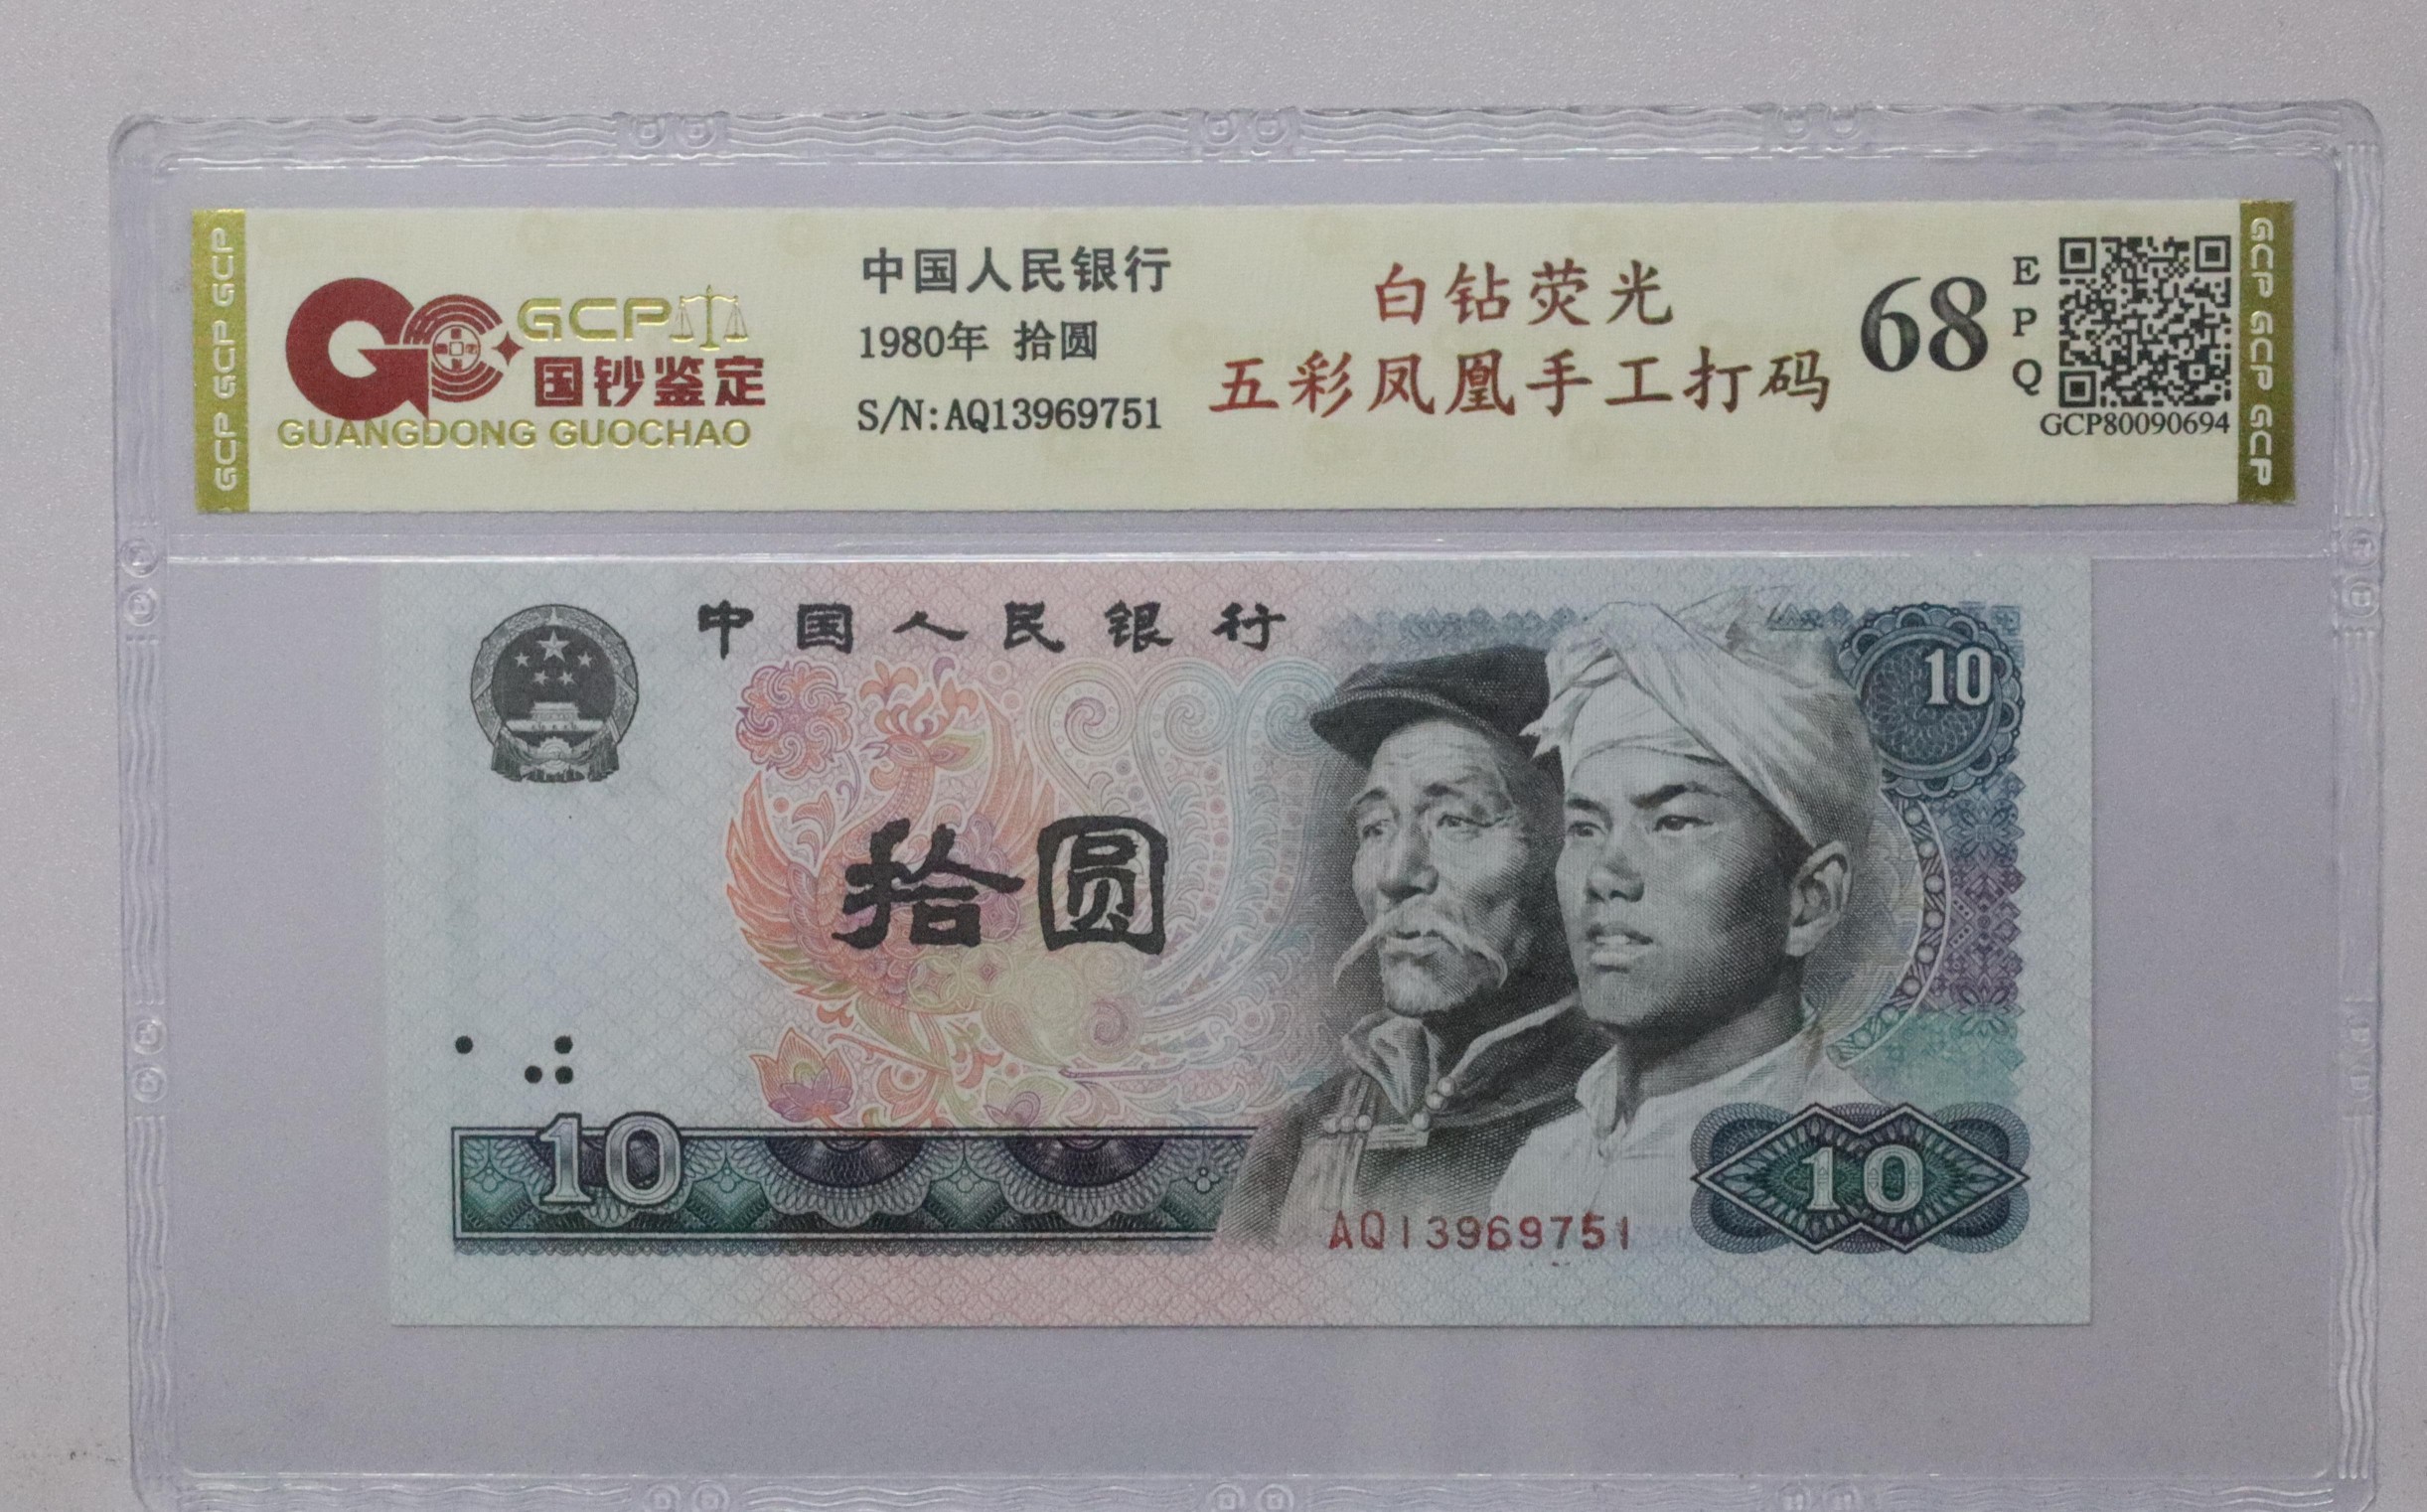 GCP GCP GCP
GCP
国钞鉴定
GUANGDONG GUOCHAO
中国人民银行
1980年 拾圆
S/N:AQ13969751
白钻荧光
五彩凤凰手工打码
68
EPQ
GCP80090694
GCP GCP GCP
中国人民银行
10
拾圆
10
AQ13969751
10